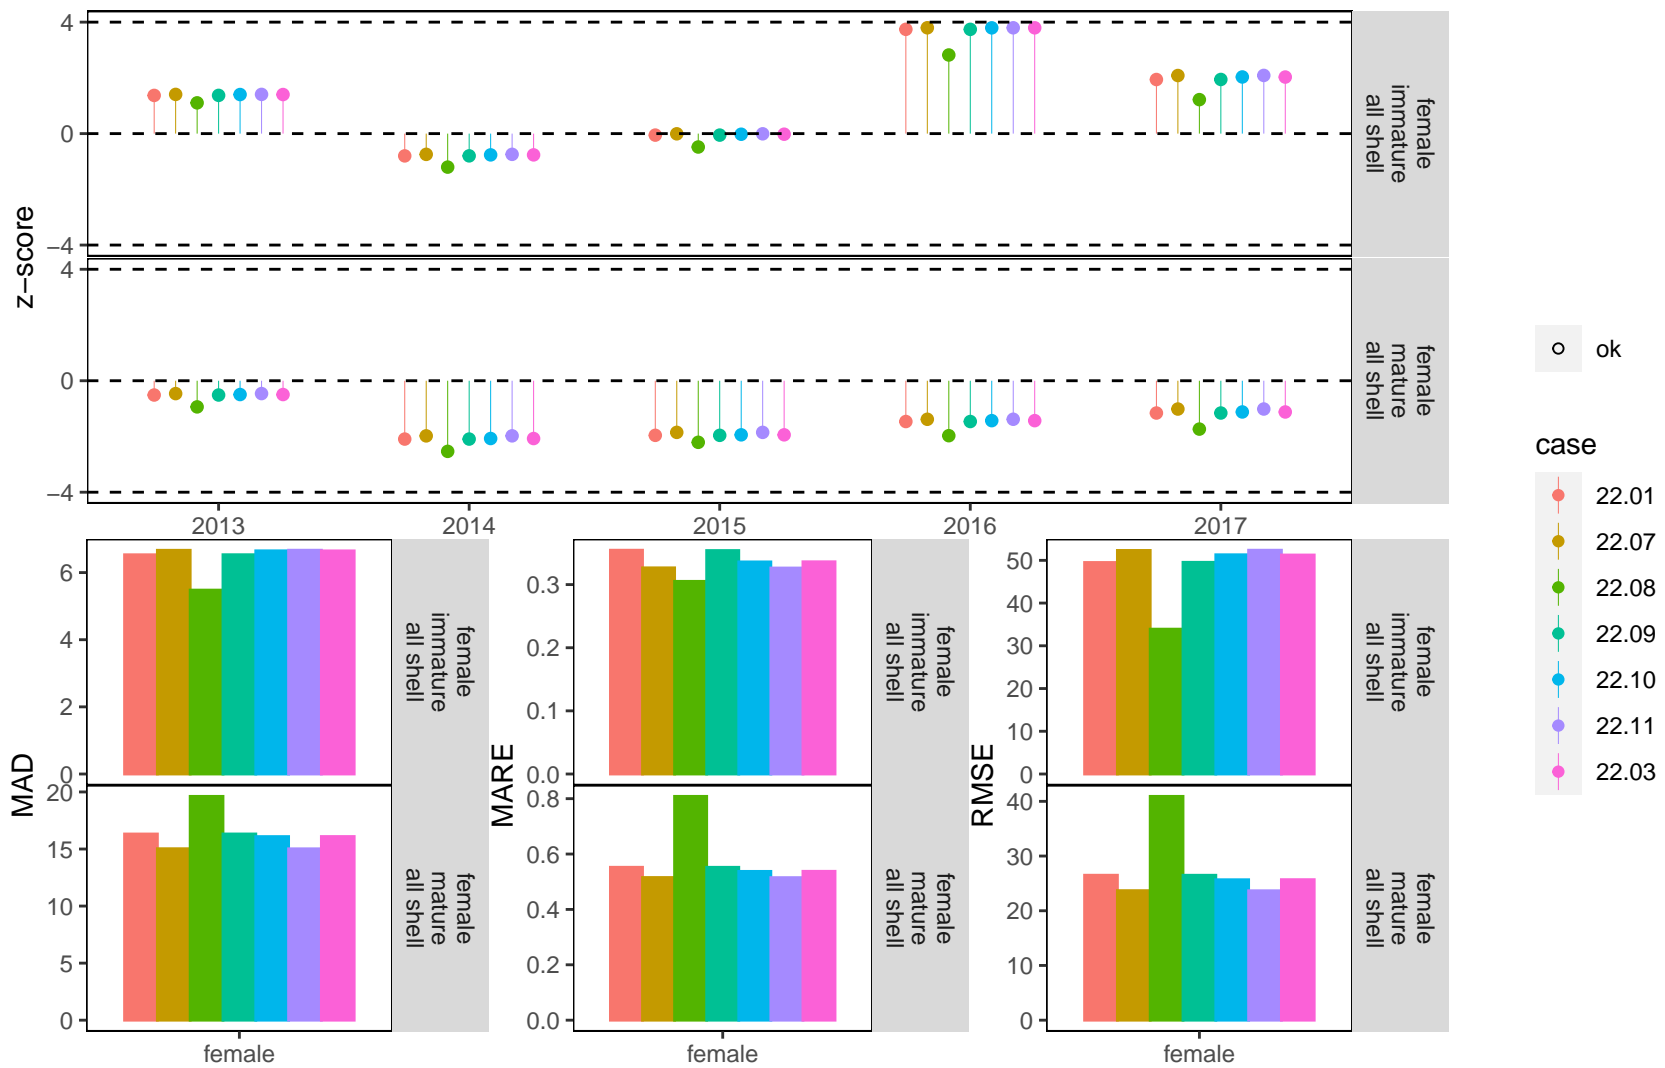 z−score
4
0
−4
female
immature
all shell
4
0
−4
female
mature
all shell
2013
2014
2015
2016
2017
MAD
6
4
2
0
female
immature
all shell
20
15
10
5
0
female
mature
all shell
female
MARE
0.3
0.2
0.1
0.0
female
immature
all shell
0.8
0.6
0.4
0.2
0.0
female
mature
all shell
female
RMSE
50
40
30
20
10
0
female
immature
all shell
40
30
20
10
0
female
mature
all shell
female
ok
case
22.01
22.07
22.08
22.09
22.10
22.11
22.03